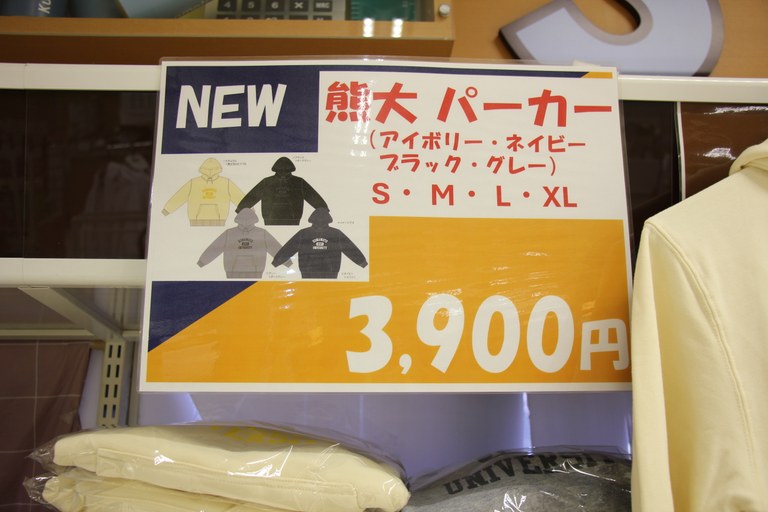 NEW
熊大 パーカー
(アイボリー・ネイビー
ブラック・グレー)
S・M・L・XL
3,900円
UNIVERSI